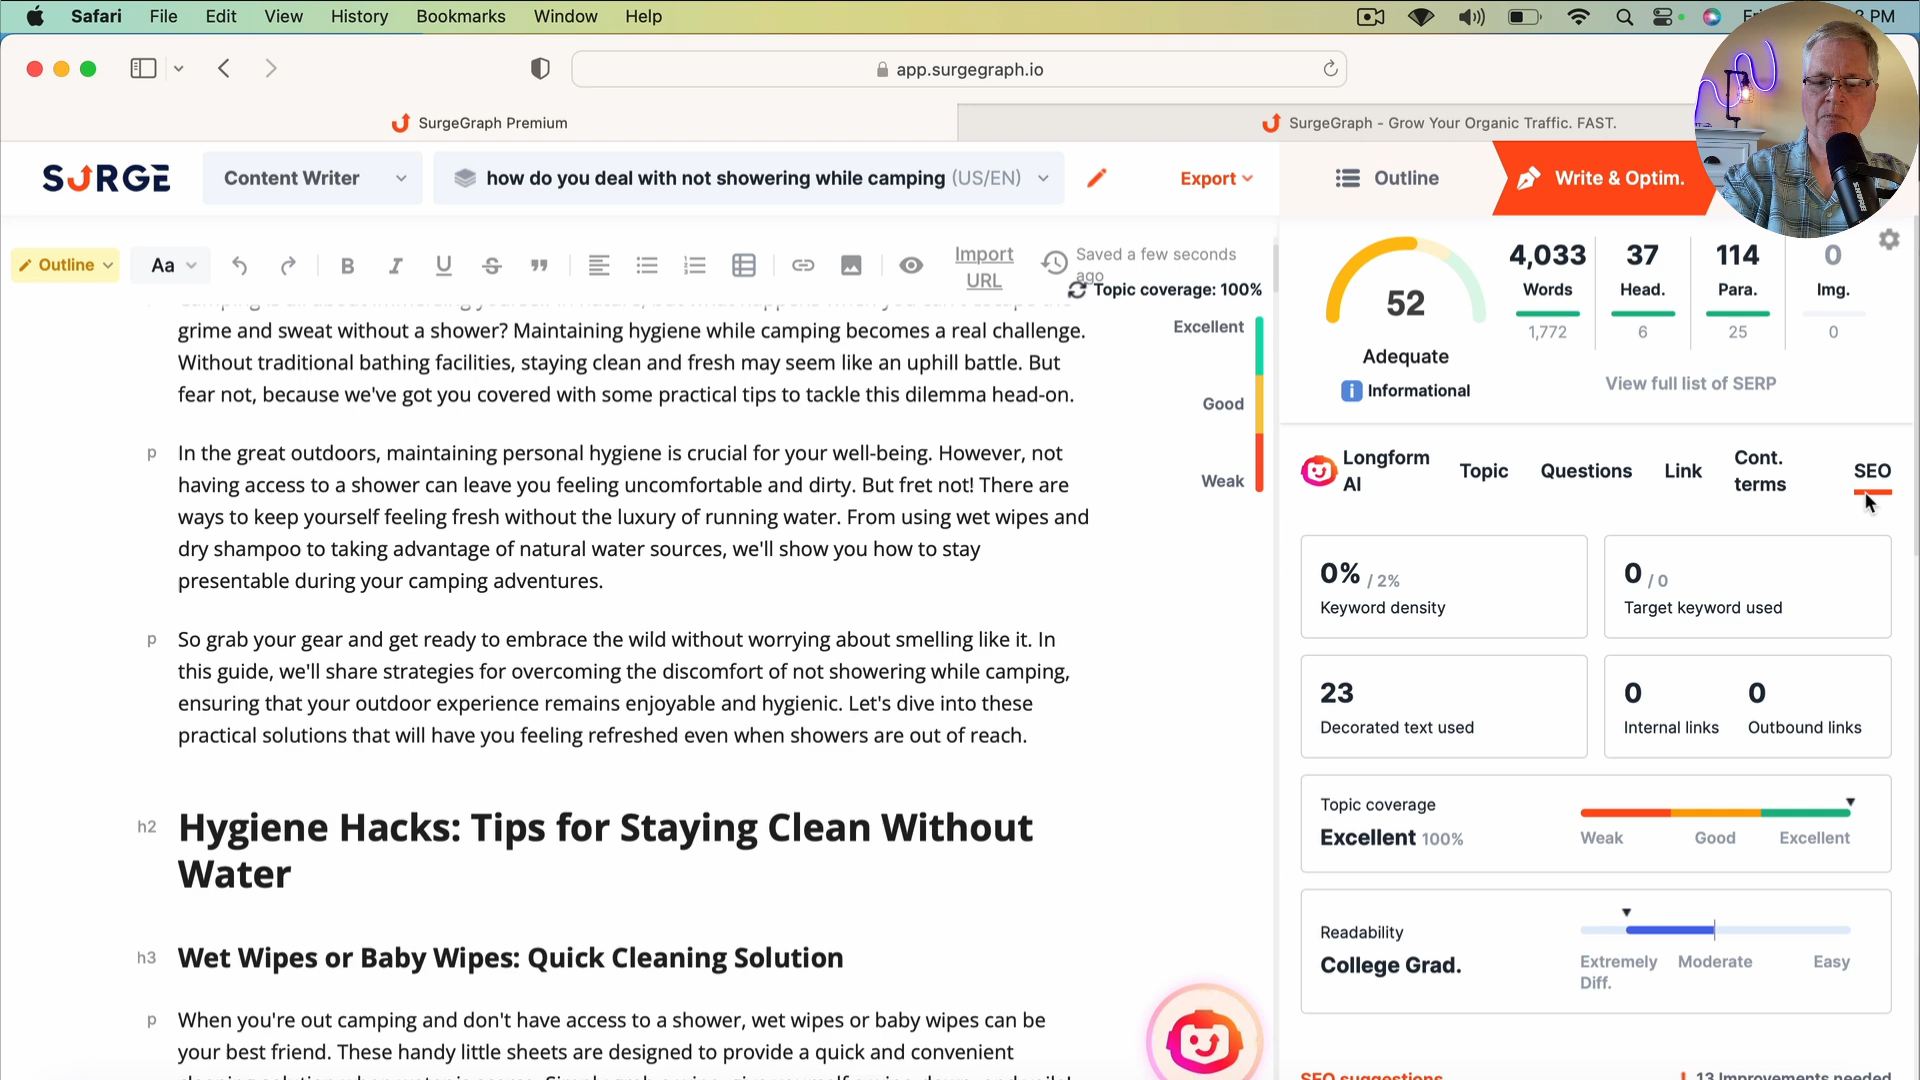 Safari File Edit View History Bookmarks Window Help
app.surgegraph.io
SurgeGraph Premium
SurgeGraph - Grow Your Organic Traffic. FAST.
SURGE
Content Writer
how do you deal with not showering while camping (US/EN)
Export
Outline
Write & Optim.
Outline
Aa
B I U S
Import URL
Saved a few seconds ago
Topic coverage: 100%
Excellent
Good
Weak
grime and sweat without a shower? Maintaining hygiene while camping becomes a real challenge.
Without traditional bathing facilities, staying clean and fresh may seem like an uphill battle. But
fear not, because we've got you covered with some practical tips to tackle this dilemma head-on.
p
In the great outdoors, maintaining personal hygiene is crucial for your well-being. However, not
having access to a shower can leave you feeling uncomfortable and dirty. But fret not! There are
ways to keep yourself feeling fresh without the luxury of running water. From using wet wipes and
dry shampoo to taking advantage of natural water sources, we'll show you how to stay
presentable during your camping adventures.
p
So grab your gear and get ready to embrace the wild without worrying about smelling like it. In
this guide, we'll share strategies for overcoming the discomfort of not showering while camping,
ensuring that your outdoor experience remains enjoyable and hygienic. Let's dive into these
practical solutions that will have you feeling refreshed even when showers are out of reach.
h2
Hygiene Hacks: Tips for Staying Clean Without
Water
h3
Wet Wipes or Baby Wipes: Quick Cleaning Solution
p
When you're out camping and don't have access to a shower, wet wipes or baby wipes can be
your best friend. These handy little sheets are designed to provide a quick and convenient
52
Adequate
Informational
4,033 37 114 0
Words Head. Para. Img.
1,772 6 25 0
View full list of SERP
Longform AI
Topic
Questions
Link
Cont. terms
SEO
0% / 2%
Keyword density
0 / 0
Target keyword used
23
Decorated text used
0 0
Internal links Outbound links
Topic coverage
Excellent 100%
Weak Good Excellent
Readability
College Grad.
Extremely Diff.
Moderate
Easy
SEO suggestions
13 Improvements needed